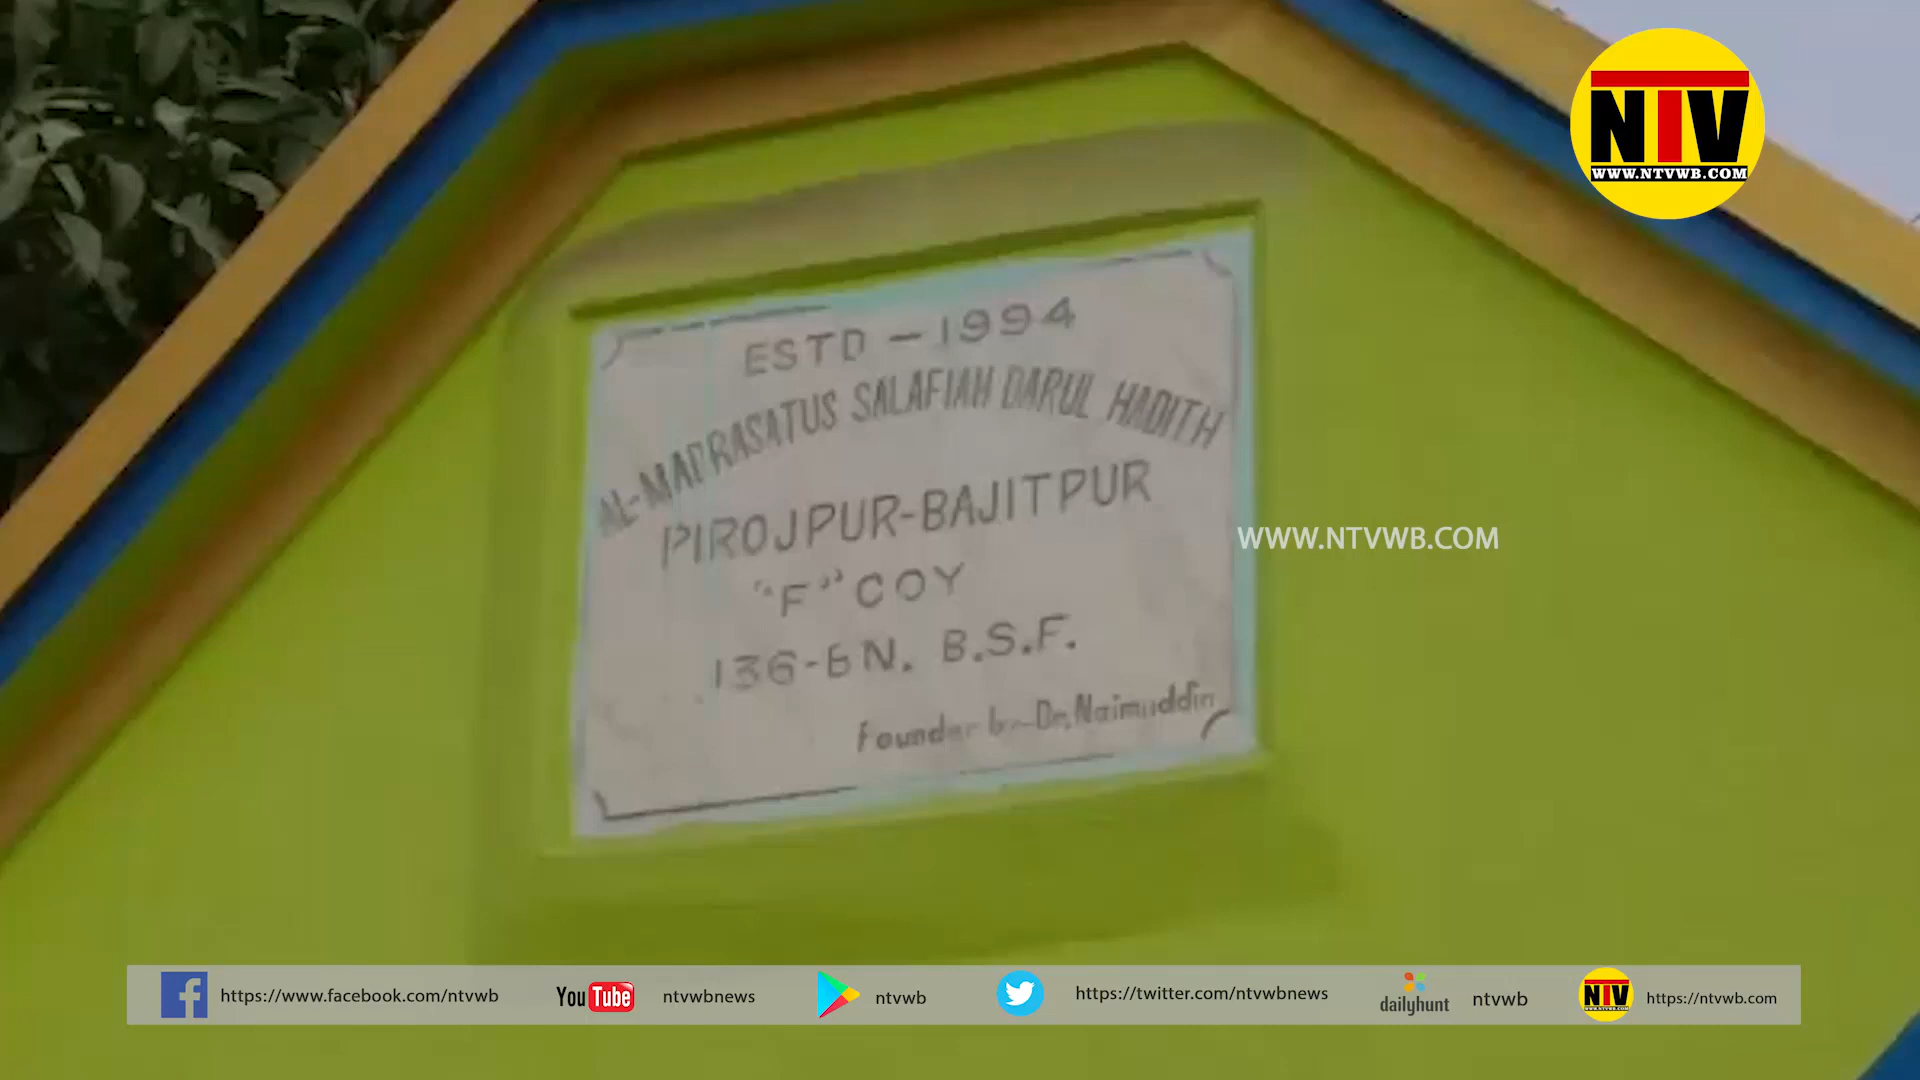 NTV
WWW.NTVWB.COM
ESTD - 1994
AL-MADRASATUS SALAFIAH DARUL HADITH
PIROJPUR-BAJITPUR
"F" COY
136-BN. B.S.F.
Founder by-Dr. Naimuddin
WWW.NTVWB.COM
https://www.facebook.com/ntvwb
YouTube ntvwbnews
ntvwb
https://twitter.com/ntvwbnews
dailyhunt ntvwb
NTV https://ntvwb.com